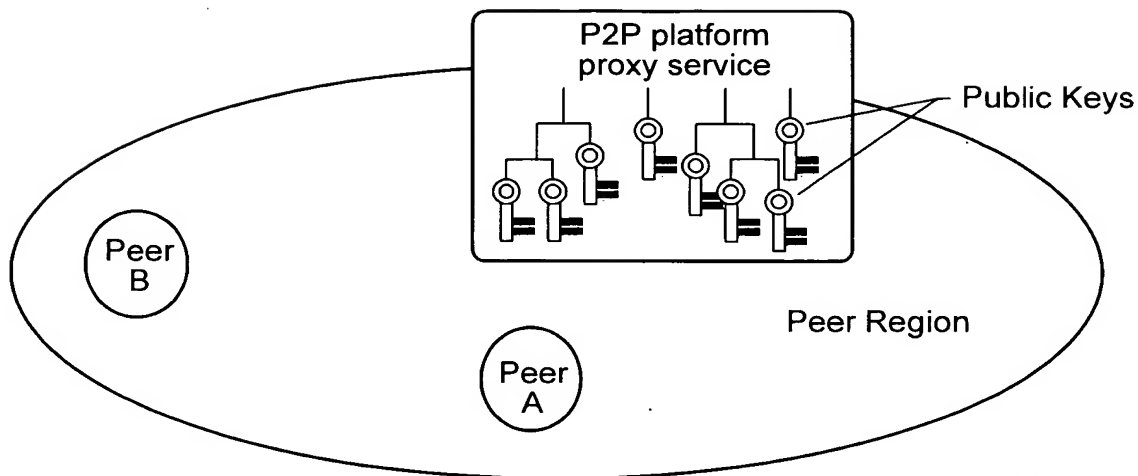 P2P platform
proxy service
Public Keys
Peer
B
Peer Region
Peer
A